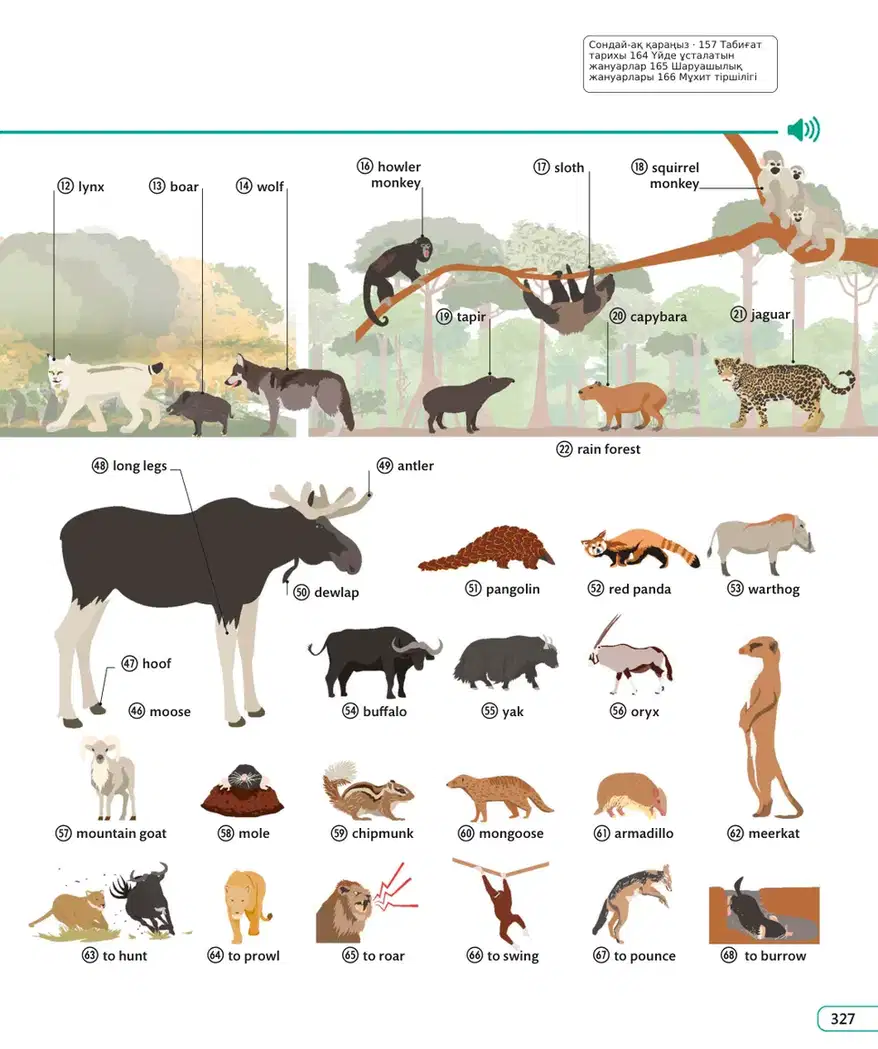 Сондай-ақ қараңыз · 157 Табиғат
тарихы 164 Үйде ұсталатын
жануарлар 165 Шаруашылық
жануарлары 166 Мұхит тіршілігі
⑫ lynx
⑬ boar
⑭ wolf
⑯ howler
monkey
⑰ sloth
⑱ squirrel
monkey
⑲ tapir
⑳ capybara
㉑ jaguar
㉒ rain forest
㊽ long legs
㊾ antler
㊿ dewlap
51 pangolin
52 red panda
53 warthog
㊼ hoof
㊻ moose
54 buffalo
55 yak
56 oryx
57 mountain goat
58 mole
59 chipmunk
60 mongoose
61 armadillo
62 meerkat
63 to hunt
64 to prowl
65 to roar
66 to swing
67 to pounce
68 to burrow
327